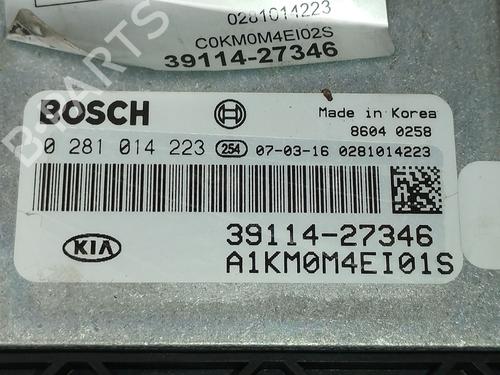 0281014223
C0KM0M4EI02S
39114-27346
BOSCH
Made in Korea
8604 0258
0 281 014 223 254 07-03-16 0281014223
KIA
39114-27346
A1KM0M4EI01S
B-PARTS